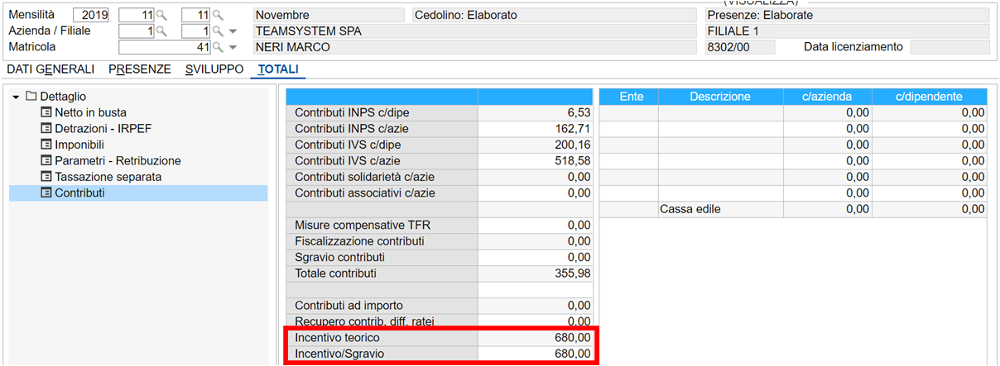 (VISUALIZZA)
Mensilità 2019 11 11 Novembre Cedolino: Elaborato Presenze: Elaborate
Azienda / Filiale 1 1 TEAMSYSTEM SPA FILIALE 1
Matricola 41 NERI MARCO 8302/00 Data licenziamento
DATI GENERALI PRESENZE SVILUPPO TOTALI
Dettaglio
Netto in busta
Detrazioni - IRPEF
Imponibili
Parametri - Retribuzione
Tassazione separata
Contributi
Contributi INPS c/dipe 6,53
Contributi INPS c/azie 162,71
Contributi IVS c/dipe 200,16
Contributi IVS c/azie 518,58
Contributi solidarietà c/azie 0,00
Contributi associativi c/azie 0,00
Misure compensative TFR 0,00
Fiscalizzazione contributi 0,00
Sgravio contributi 0,00
Totale contributi 355,98
Contributi ad importo 0,00
Recupero contrib. diff. ratei 0,00
Incentivo teorico 680,00
Incentivo/Sgravio 680,00
Ente Descrizione c/azienda c/dipendente
0,00 0,00
0,00 0,00
0,00 0,00
0,00 0,00
0,00 0,00
0,00 0,00
Cassa edile 0,00 0,00